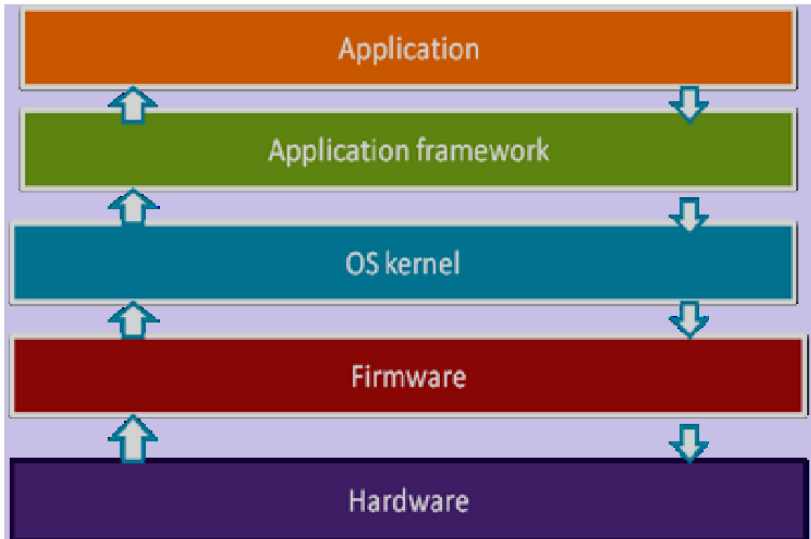 Application
Application framework
OS kernel
Firmware
Hardware